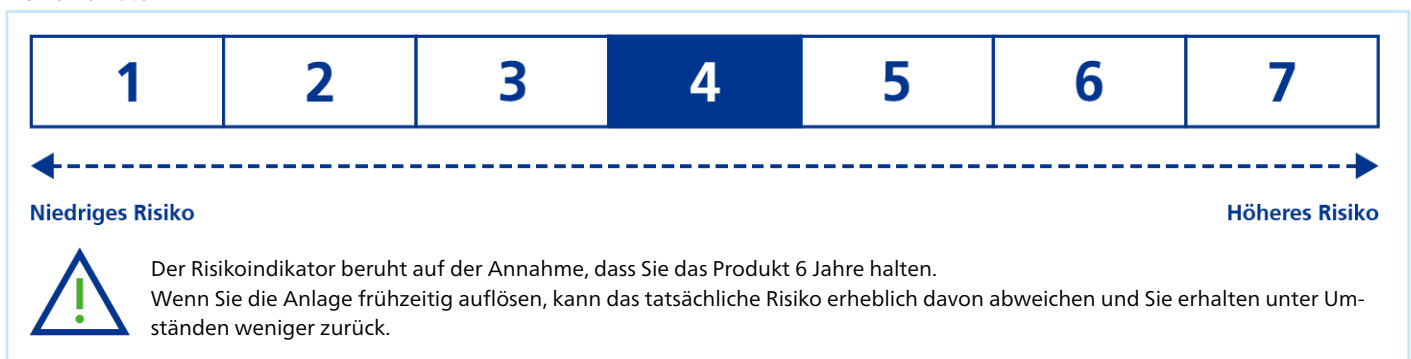 1 2 3 4 5 6 7
Niedriges Risiko Höheres Risiko
Der Risikoindikator beruht auf der Annahme, dass Sie das Produkt 6 Jahre halten.
Wenn Sie die Anlage frühzeitig auflösen, kann das tatsächliche Risiko erheblich davon abweichen und Sie erhalten unter Um-
ständen weniger zurück.